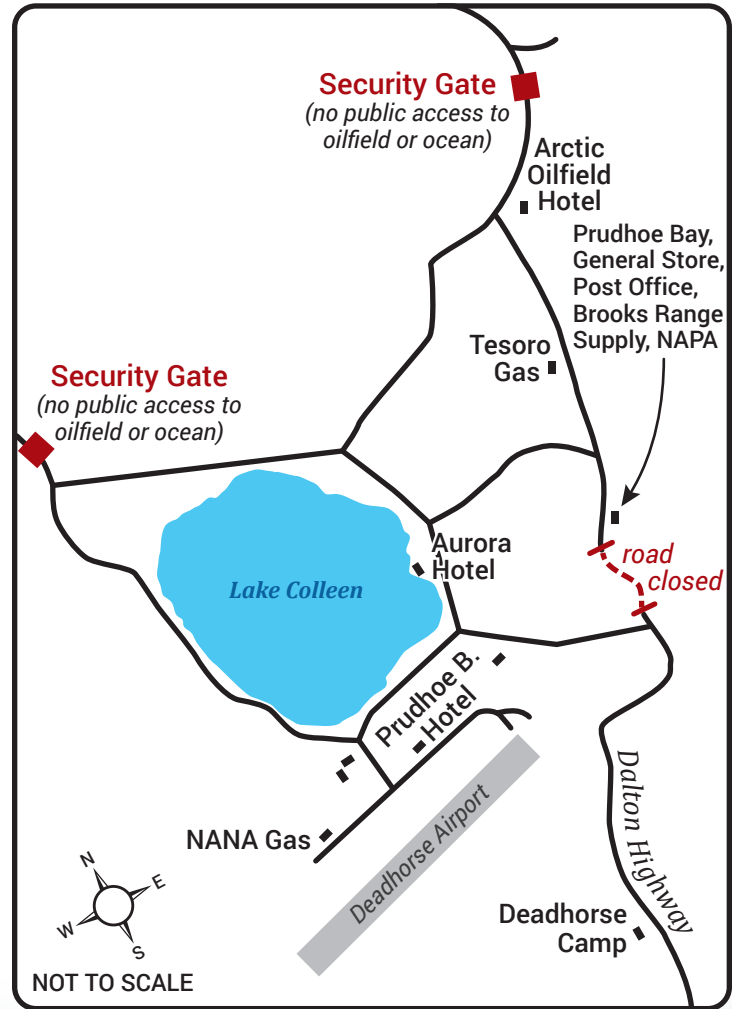 Security Gate
(no public access to
oilfield or ocean)
Arctic
Oilfield
Hotel
Prudhoe Bay,
General Store,
Post Office,
Brooks Range
Supply, NAPA
Tesoro
Gas
Security Gate
(no public access to
oilfield or ocean)
Aurora
Hotel
road
closed
Lake Colleen
Prudhoe B.
Hotel
Dalton Highway
NANA Gas
Deadhorse Airport
Deadhorse
Camp
N
E
W
S
NOT TO SCALE